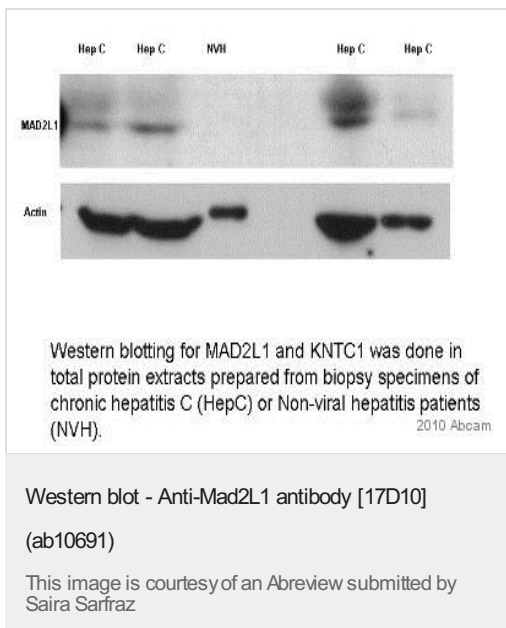 Hep C Hep C NVH Hep C Hep C
MAD2L1
Actin
Western blotting for MAD2L1 and KNTC1 was done in
total protein extracts prepared from biopsy specimens of
chronic hepatitis C (HepC) or Non-viral hepatitis patients
(NVH).
2010 Abcam
Western blot - Anti-Mad2L1 antibody [17D10]
(ab10691)
This image is courtesy of an Abreview submitted by
Saira Sarfraz